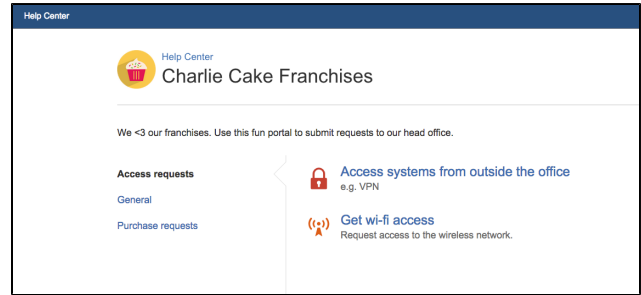 Help Center
Help Center
Charlie Cake Franchises
We <3 our franchises. Use this fun portal to submit requests to our head office.
Access requests
General
Purchase requests
Access systems from outside the office
e.g. VPN
Get wi-fi access
Request access to the wireless network.